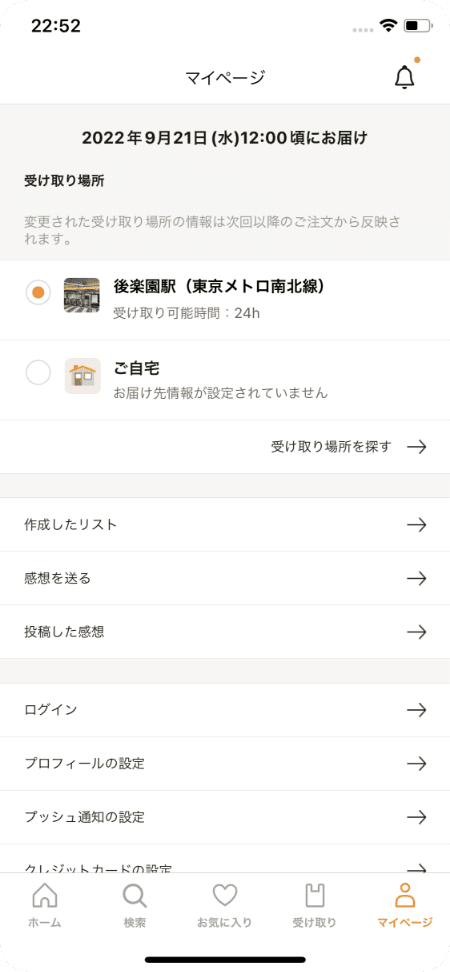 22:52
マイページ
2022年9月21日(水)12:00頃にお届け
受け取り場所
変更された受け取り場所の情報は次回以降のご注文から反映さ
れます。
後楽園駅（東京メトロ南北線）
受け取り可能時間：24h
ご自宅
お届け先情報が設定されていません
受け取り場所を探す
作成したリスト
感想を送る
投稿した感想
ログイン
プロフィールの設定
プッシュ通知の設定
クレジットカードの設定
ホーム
検索
お気に入り
受け取り
マイページ